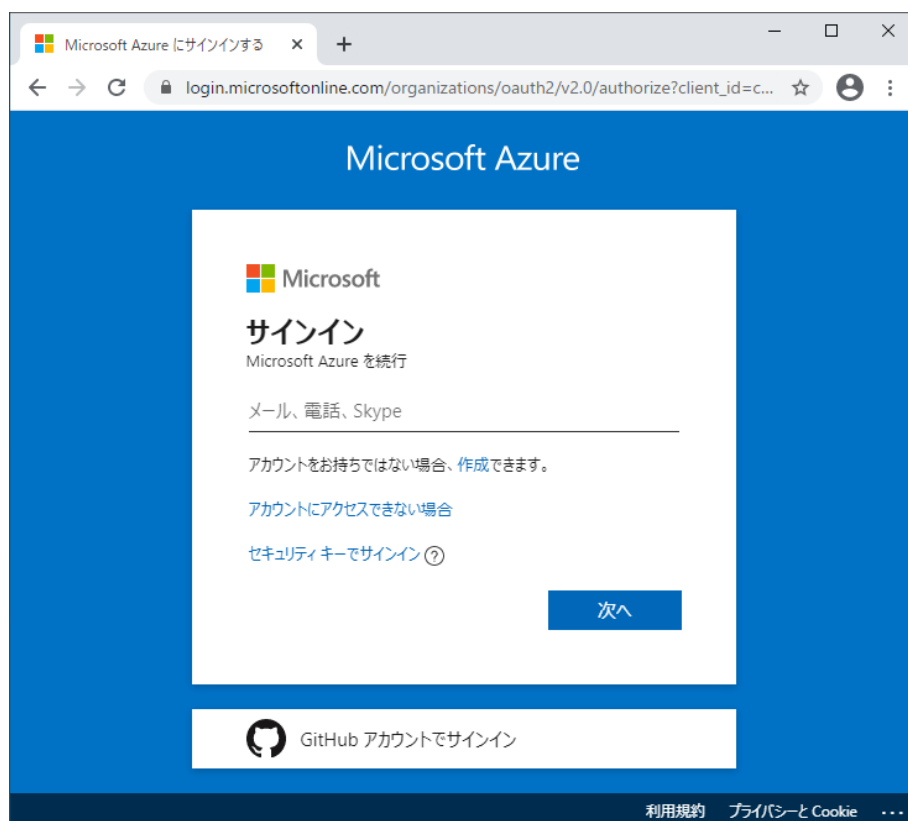 Microsoft Azure にサインインする
login.microsoftonline.com/organizations/oauth2/v2.0/authorize?client_id=c...
Microsoft Azure
Microsoft
サインイン
Microsoft Azure を続行
メール、電話、Skype
アカウントをお持ちではない場合、作成できます。
アカウントにアクセスできない場合
セキュリティ キーでサインイン ?
次へ
GitHub アカウントでサインイン
利用規約 プライバシーと Cookie ...